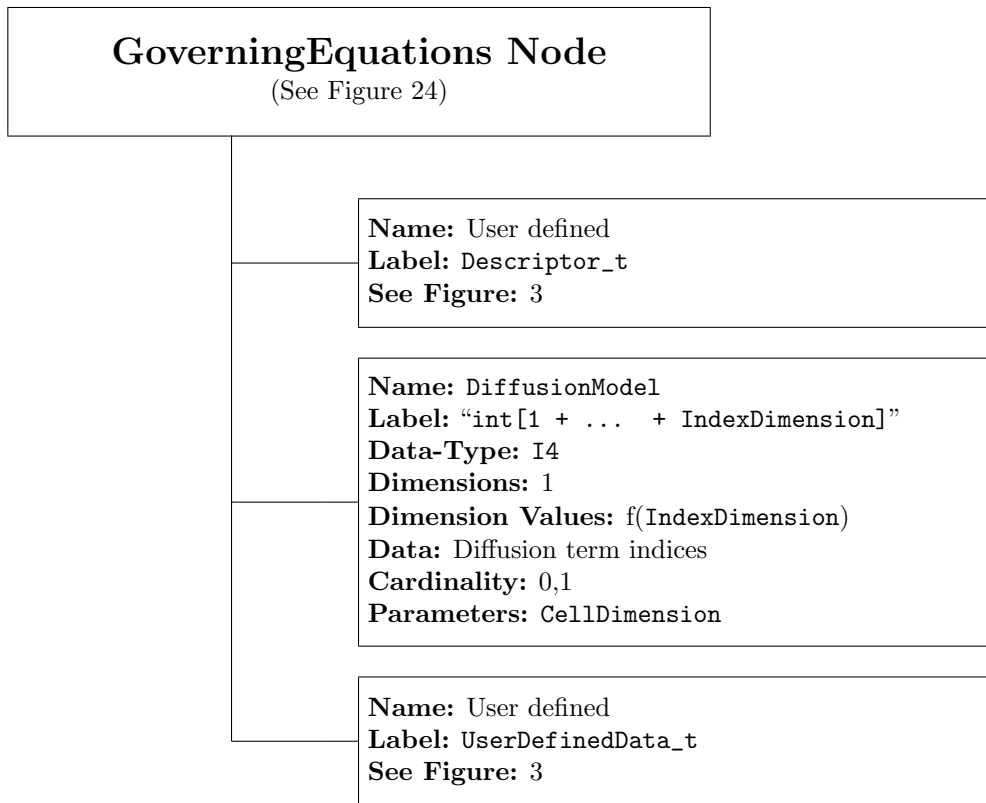 GoverningEquations Node
(See Figure 24)
Name: User defined
Label: Descriptor_t
See Figure: 3
Name: DiffusionModel
Label: “int[1 + ... + IndexDimension]”
Data-Type: I4
Dimensions: 1
Dimension Values: f(IndexDimension)
Data: Diffusion term indices
Cardinality: 0,1
Parameters: CellDimension
Name: User defined
Label: UserDefinedData_t
See Figure: 3